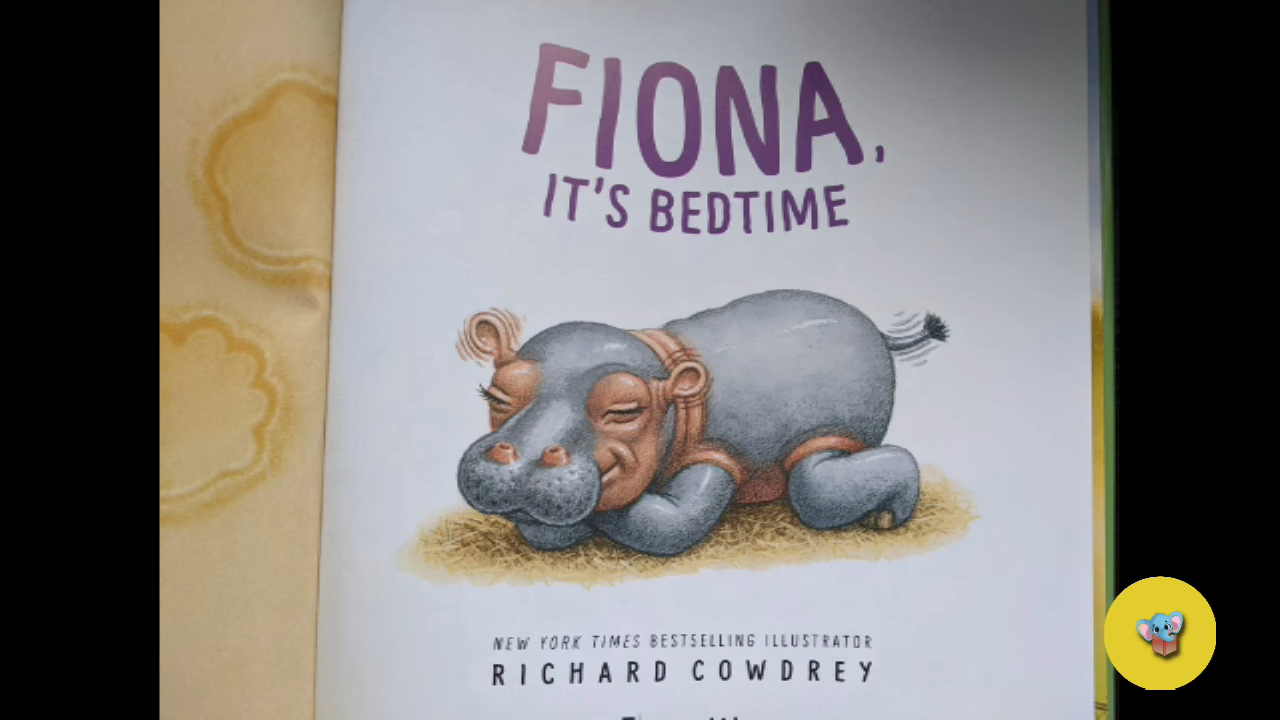 FIONA,
IT'S BEDTIME
NEW YORK TIMES BESTSELLING ILLUSTRATOR
RICHARD COWDREY